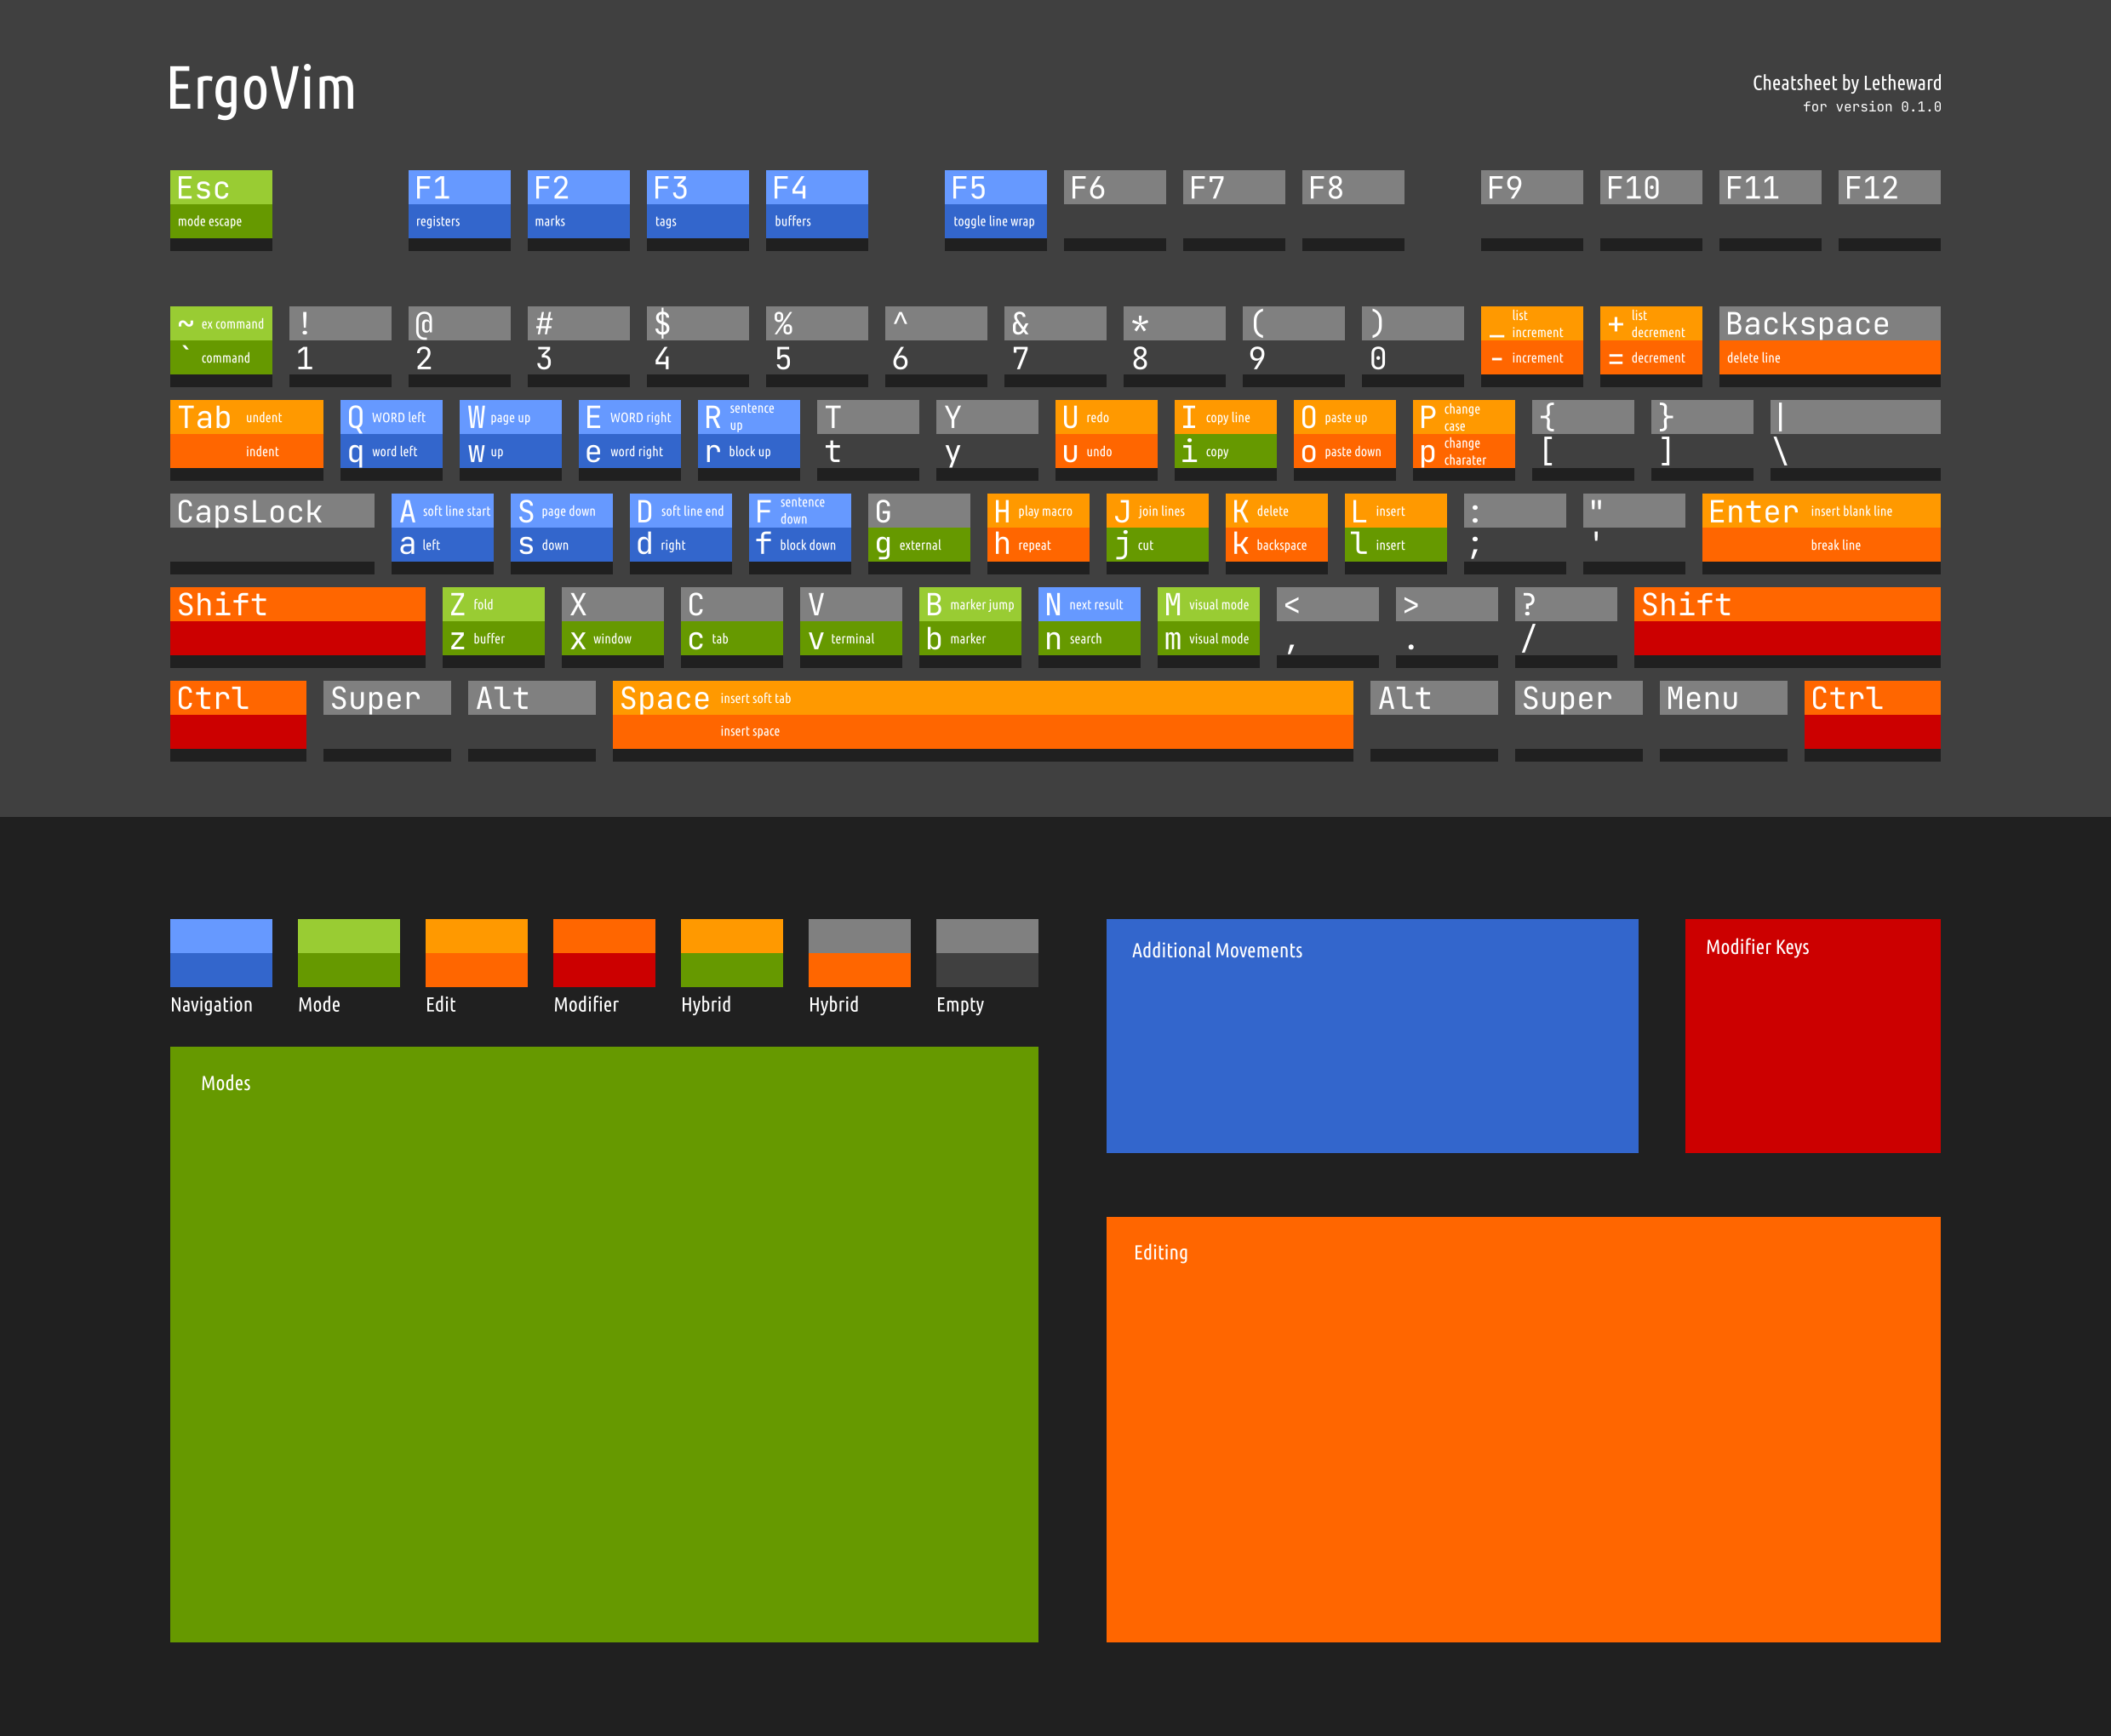 ErgoVim
Cheatsheet by Letheward
for version 0.1.0
Esc
mode escape
F1
registers
F2
marks
F3
tags
F4
buffers
F5
toggle line wrap
F6
F7
F8
F9
F10
F11
F12
~ ex command
` command
!
1
@
2
#
3
$
4
%
5
^
6
&
7
*
8
(
9
)
0
_ list
increment
- increment
+ list
decrement
= decrement
Backspace
delete line
Tab undent
indent
Q WORD left
q word left
W page up
w up
E WORD right
e word right
R sentence
up
r block up
T
t
Y
y
U redo
u undo
I copy line
i copy
O paste up
o paste down
P change
case
p change
charater
{
[
}
]
|
\
CapsLock
A soft line start
a left
S page down
s down
D soft line end
d right
F sentence
down
f block down
G
g external
H play macro
h repeat
J join lines
j cut
K delete
k backspace
L insert
l insert
:
;
"
'
Enter insert blank line
break line
Shift
Z fold
z buffer
X
x window
C
c tab
V
v terminal
B marker jump
b marker
N next result
n search
M visual mode
m visual mode
<
,
>
.
?
/
Shift
Ctrl
Super
Alt
Space insert soft tab
insert space
Alt
Super
Menu
Ctrl
Navigation
Mode
Edit
Modifier
Hybrid
Hybrid
Empty
Additional Movements
Modifier Keys
Modes
Editing